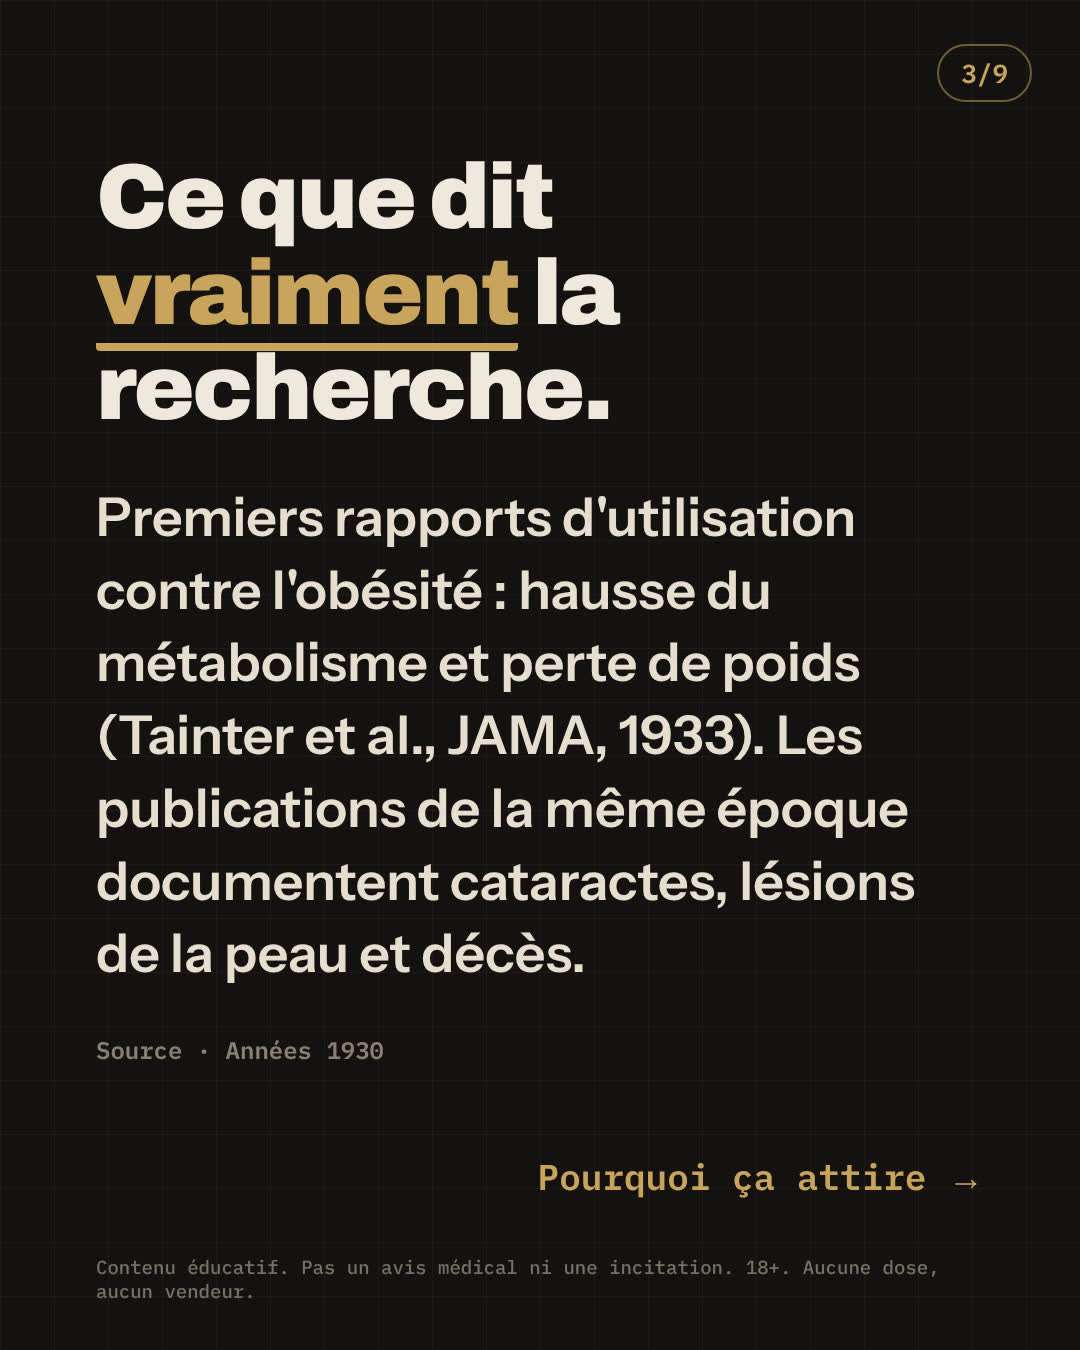 3/9
Ce que dit
vraiment la
recherche.
Premiers rapports d'utilisation
contre l'obésité : hausse du
métabolisme et perte de poids
(Tainter et al., JAMA, 1933). Les
publications de la même époque
documentent cataractes, lésions
de la peau et décès.
Source · Années 1930
Pourquoi ça attire →
Contenu éducatif. Pas un avis médical ni une incitation. 18+. Aucune dose,
aucun vendeur.